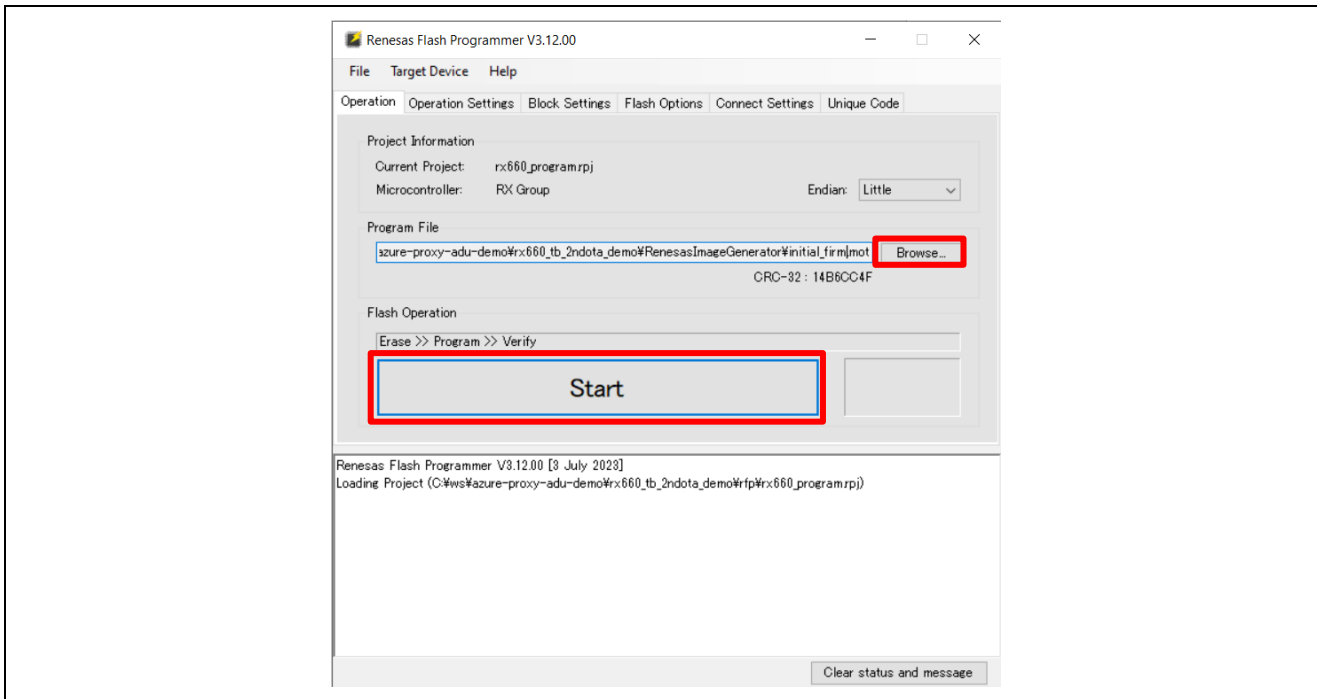 Renesas Flash Programmer V3.12.00
File Target Device Help
Operation Operation Settings Block Settings Flash Options Connect Settings Unique Code
Project Information
Current Project: rx660_program.rpj
Microcontroller: RX Group Endian: Little
Program File
azure-proxy-adu-demo¥rx660_tb_2ndota_demo¥RenesasImageGenerator¥initial_firm.mot Browse...
CRC-32 : 14B6CC4F
Flash Operation
Erase >> Program >> Verify
Start
Renesas Flash Programmer V3.12.00 [3 July 2023]
Loading Project (C:¥ws¥azure-proxy-adu-demo¥rx660_tb_2ndota_demo¥rfp¥rx660_program.rpj)
Clear status and message